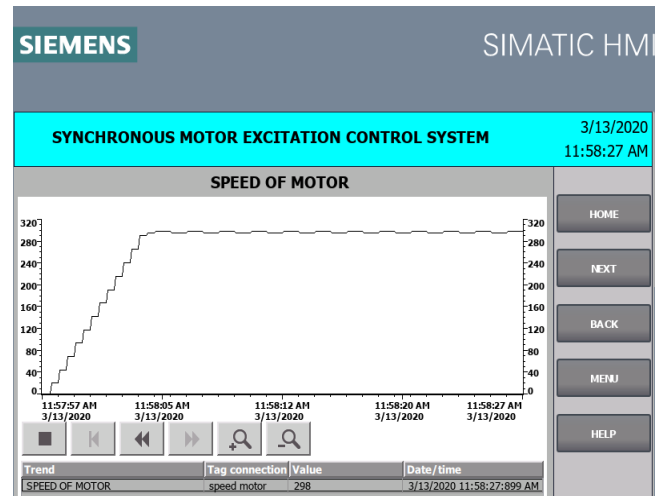 SIEMENS
SIMATIC HMI
SYNCHRONOUS MOTOR EXCITATION CONTROL SYSTEM
3/13/2020
11:58:27 AM
SPEED OF MOTOR
320
280
240
200
160
120
80
40
0
320
280
240
200
160
120
80
40
0
11:57:57 AM 11:58:05 AM 11:58:12 AM 11:58:20 AM 11:58:27 AM
3/13/2020 3/13/2020 3/13/2020 3/13/2020 3/13/2020
HOME
NEXT
BACK
MENU
HELP
Trend Tag connection Value Date/time
SPEED OF MOTOR speed motor 298 3/13/2020 11:58:27:899 AM